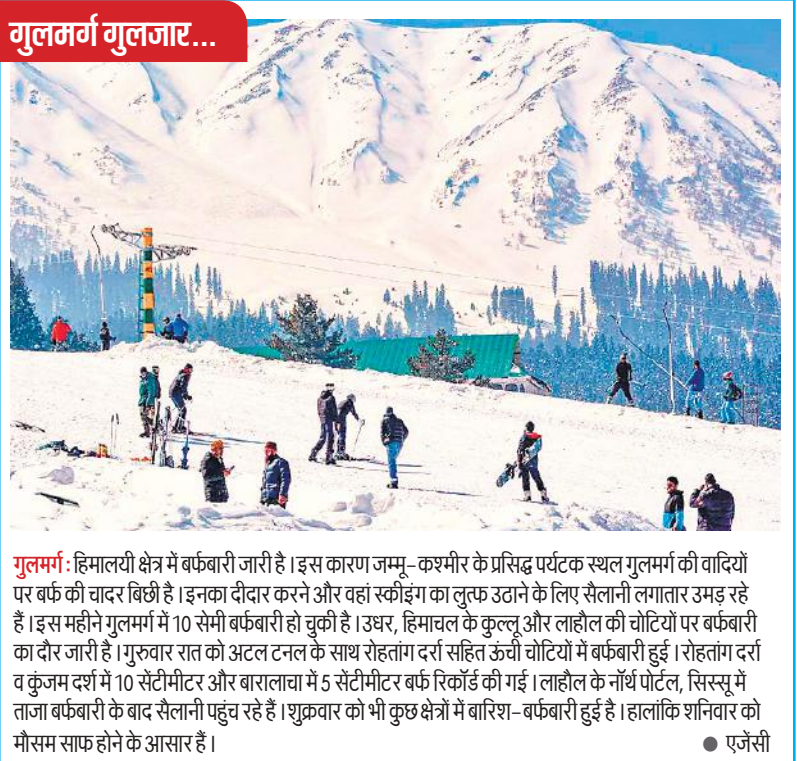 गुलमर्ग गुलजार...
गुलमर्ग : हिमालयी क्षेत्र में बर्फबारी जारी है। इस कारण जम्मू-कश्मीर के प्रसिद्ध पर्यटक स्थल गुलमर्ग की वादियों
पर बर्फ की चादर बिछी है। इनका दीदार करने और वहां स्कीइंग का लुत्फ उठाने के लिए सैलानी लगातार उमड़ रहे
हैं। इस महीने गुलमर्ग में 10 सेमी बर्फबारी हो चुकी है। उधर, हिमाचल के कुल्लू और लाहौल की चोटियों पर बर्फबारी
का दौर जारी है। गुरुवार रात को अटल टनल के साथ रोहतांग दर्रा सहित ऊंची चोटियों में बर्फबारी हुई। रोहतांग दर्रा
व कुंजम दर्श में 10 सेंटीमीटर और बारालाचा में 5 सेंटीमीटर बर्फ रिकॉर्ड की गई। लाहौल के नॉर्थ पोर्टल, सिस्सू में
ताजा बर्फबारी के बाद सैलानी पहुंच रहे हैं। शुक्रवार को भी कुछ क्षेत्रों में बारिश-बर्फबारी हुई है। हालांकि शनिवार को
मौसम साफ होने के आसार हैं। ● एजेंसी